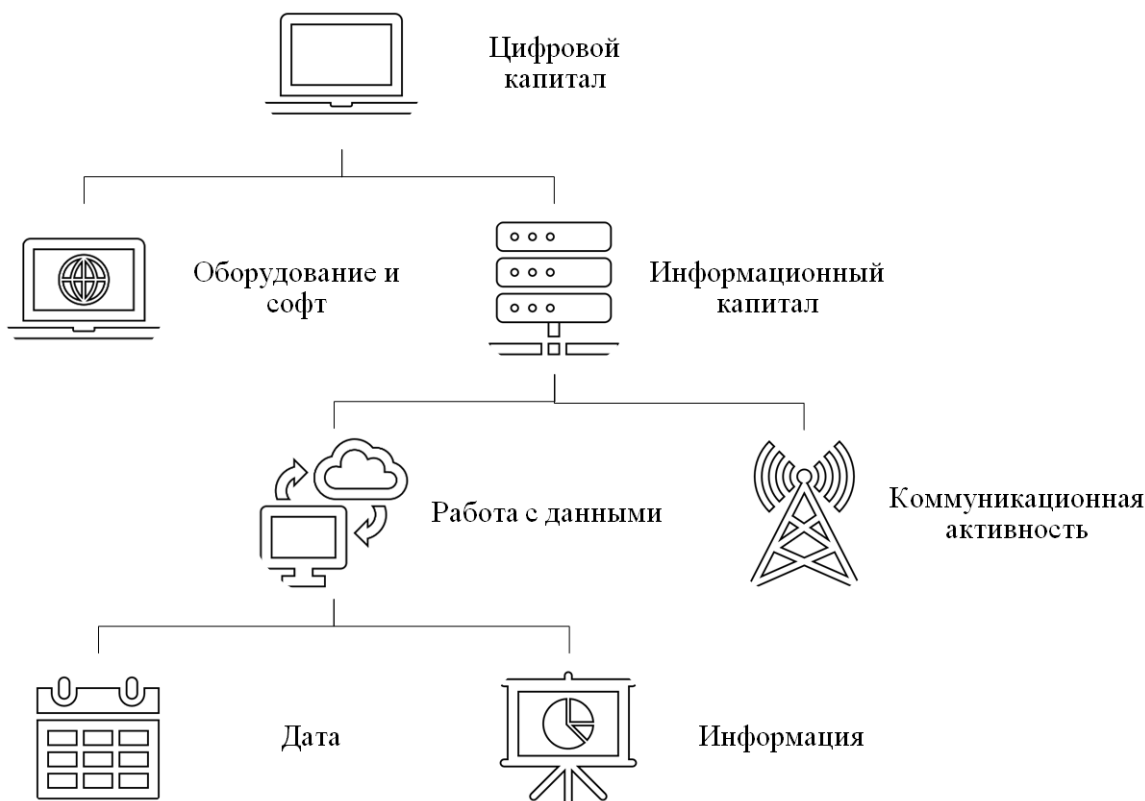 Цифровой
капитал
Оборудование и
софт
Информационный
капитал
Работа с данными
Коммуникационная
активность
Дата
Информация